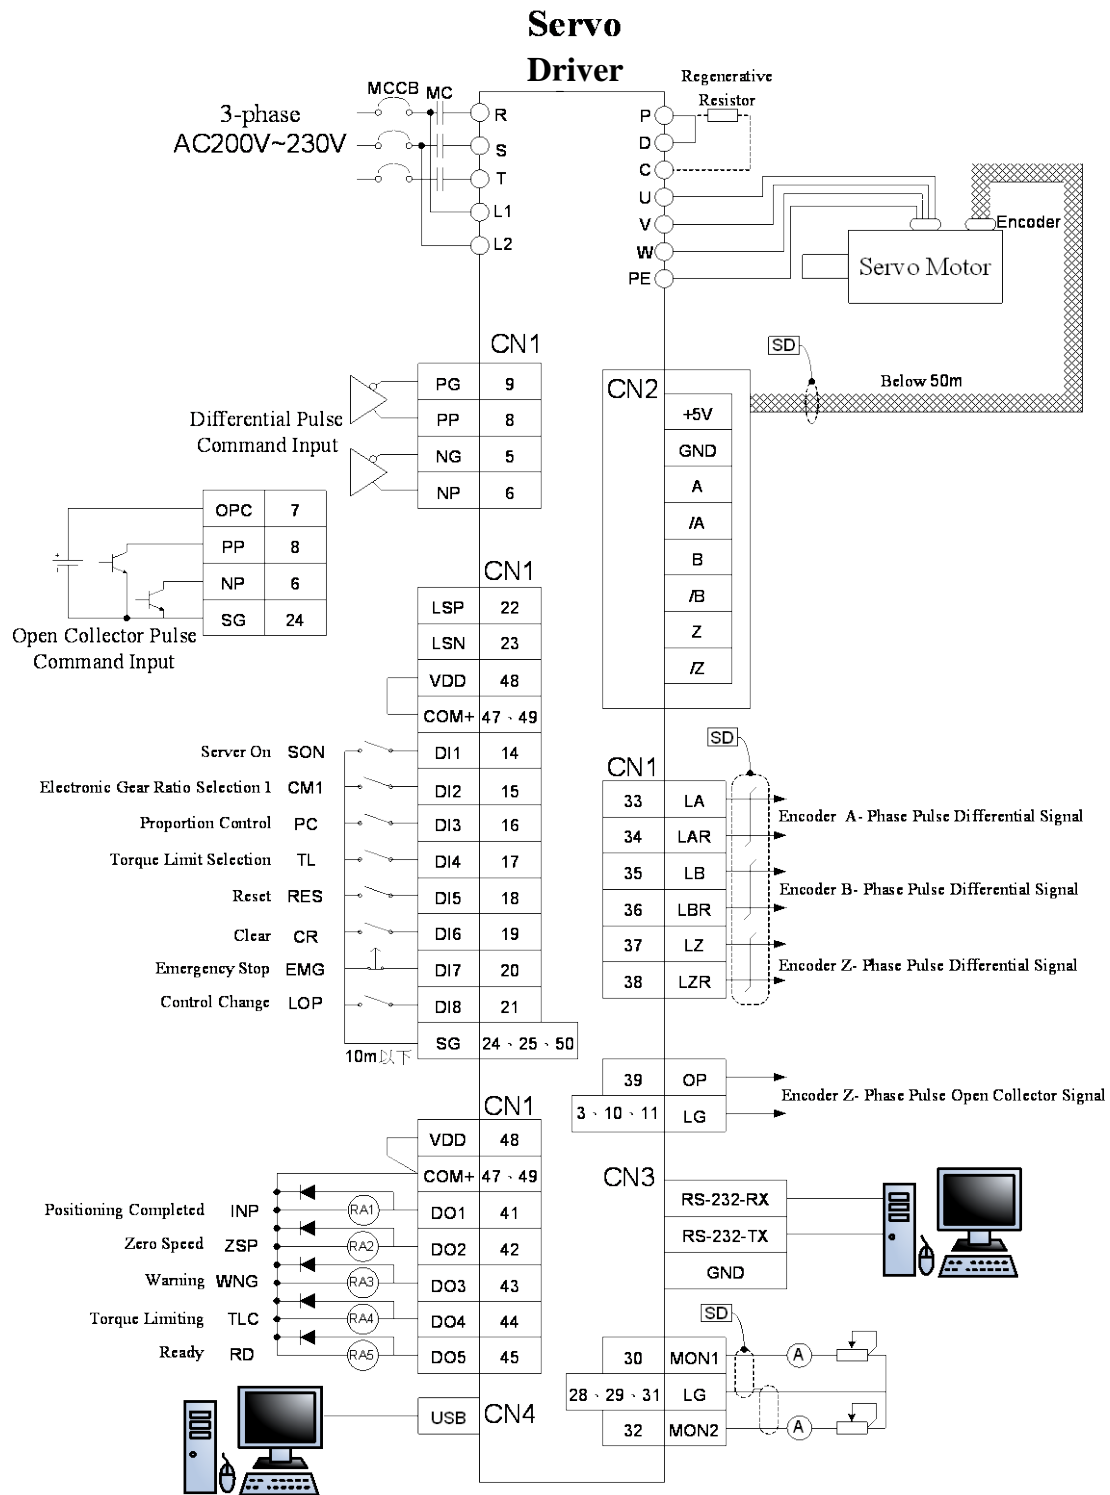 Servo
Driver
MCCB MC
3-phase
AC200V~230V
R
S
T
L1
L2
Regenerative
Resistor
P
D
C
U
V
W
PE
Encoder
Servo Motor
SD
Below 50m
CN1
PG 9
PP 8
NG 5
NP 6
Differential Pulse
Command Input
OPC 7
PP 8
NP 6
SG 24
+
-
Open Collector Pulse
Command Input
CN2
+5V
GND
A
/A
B
/B
Z
/Z
CN1
LSP 22
LSN 23
VDD 48
COM+ 47、49
Server On SON DI1 14
Electronic Gear Ratio Selection 1 CM1 DI2 15
Proportion Control PC DI3 16
Torque Limit Selection TL DI4 17
Reset RES DI5 18
Clear CR DI6 19
Emergency Stop EMG DI7 20
Control Change LOP DI8 21
SG 24、25、50
10m以下
SD
CN1
33 LA
34 LAR
Encoder A- Phase Pulse Differential Signal
35 LB
36 LBR
Encoder B- Phase Pulse Differential Signal
37 LZ
38 LZR
Encoder Z- Phase Pulse Differential Signal
39 OP
3、10、11 LG
Encoder Z- Phase Pulse Open Collector Signal
CN1
VDD 48
COM+ 47、49
Positioning Completed INP RA1 DO1 41
Zero Speed ZSP RA2 DO2 42
Warning WNG RA3 DO3 43
Torque Limiting TLC RA4 DO4 44
Ready RD RA5 DO5 45
CN3
RS-232-RX
RS-232-TX
GND
SD
30 MON1 A
28、29、31 LG
32 MON2 A
USB CN4